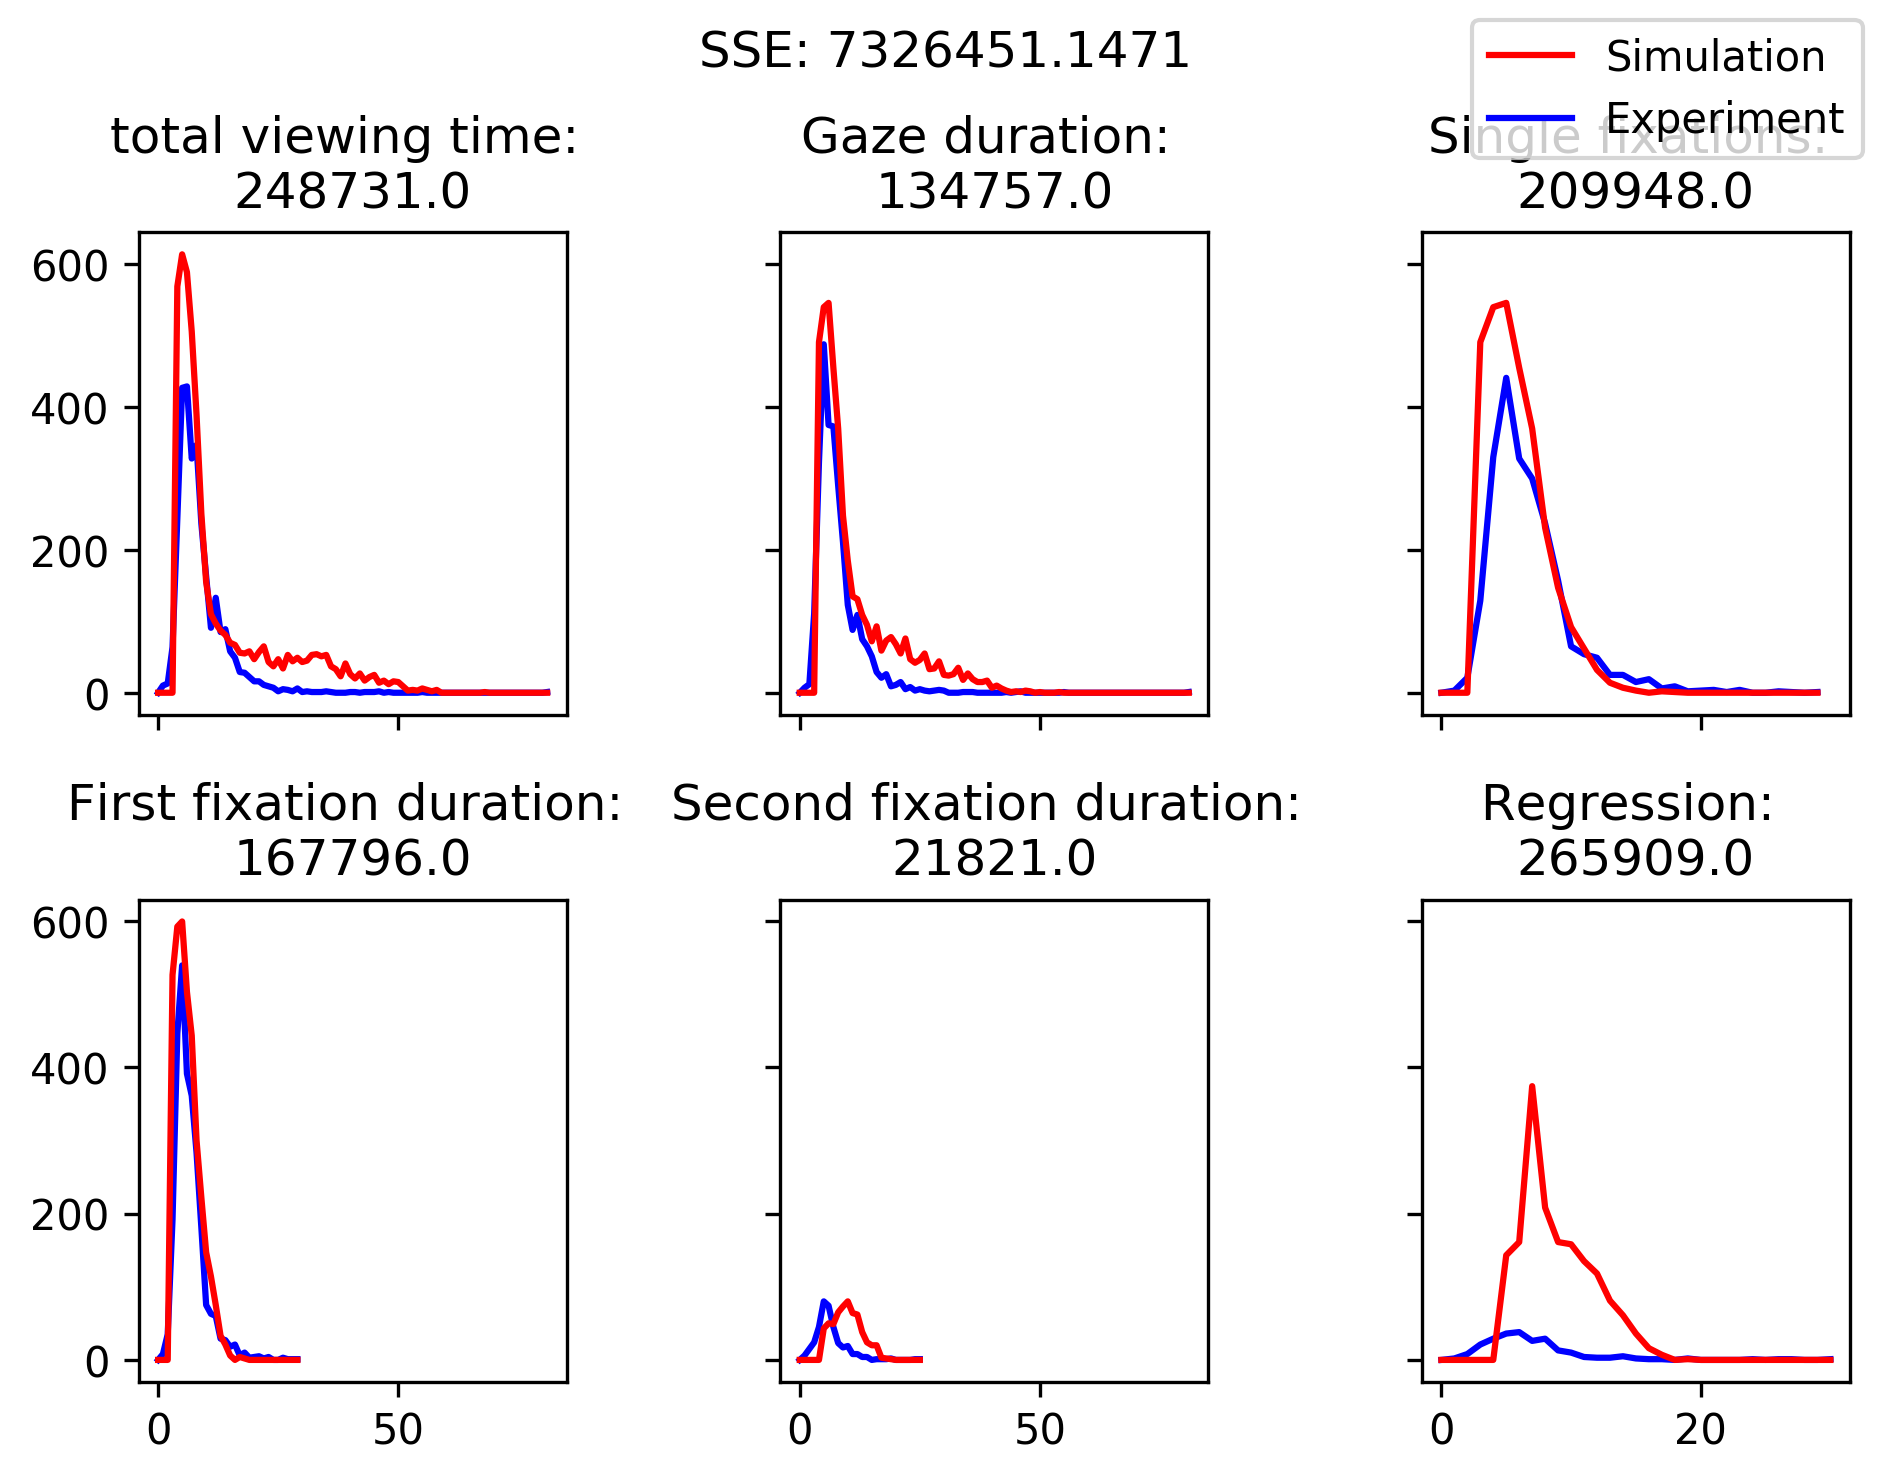 SSE: 7326451.1471
Simulation
Experiment
total viewing time:
248731.0
Gaze duration:
134757.0
Single fixations:
209948.0
600
400
200
0
First fixation duration:
167796.0
Second fixation duration:
21821.0
Regression:
265909.0
600
400
200
0
0
50
0
50
0
20